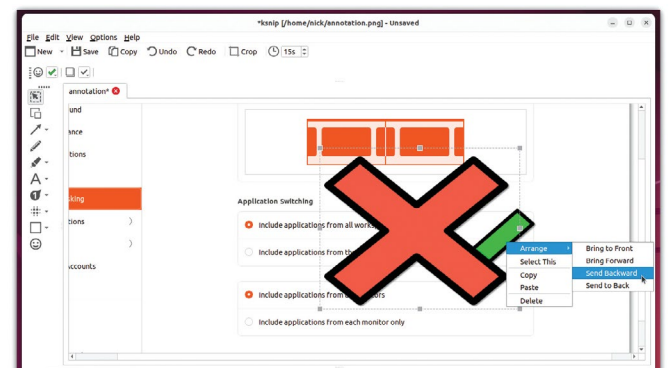 *ksnip [/home/nick/annotation.png] - Unsaved
File Edit View Options Help
New Save Copy Undo Redo Crop 15s
annotation*
und
ance
tions
king
Application Switching
Include applications from all works
tions
Include applications from th
ccounts
Include applications from ors
Include applications from each monitor only
Arrange
Select This
Copy
Paste
Delete
Bring to Front
Bring Forward
Send Backward
Send to Back